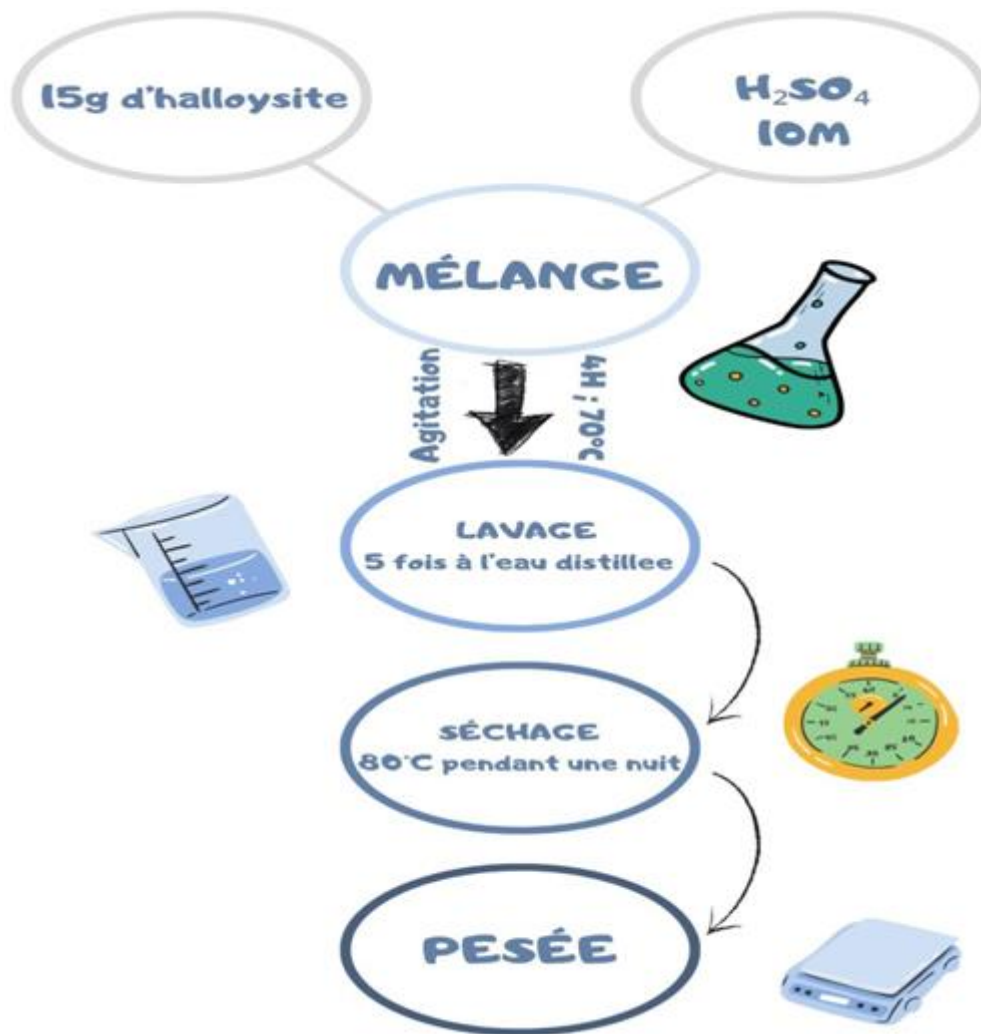 15g d'halloysite
H₂SO₄
10M
MÉLANGE
Agitation
4H ; 70°C
LAVAGE
5 fois à l'eau distillee
SÉCHAGE
80°C pendant une nuit
PESÉE